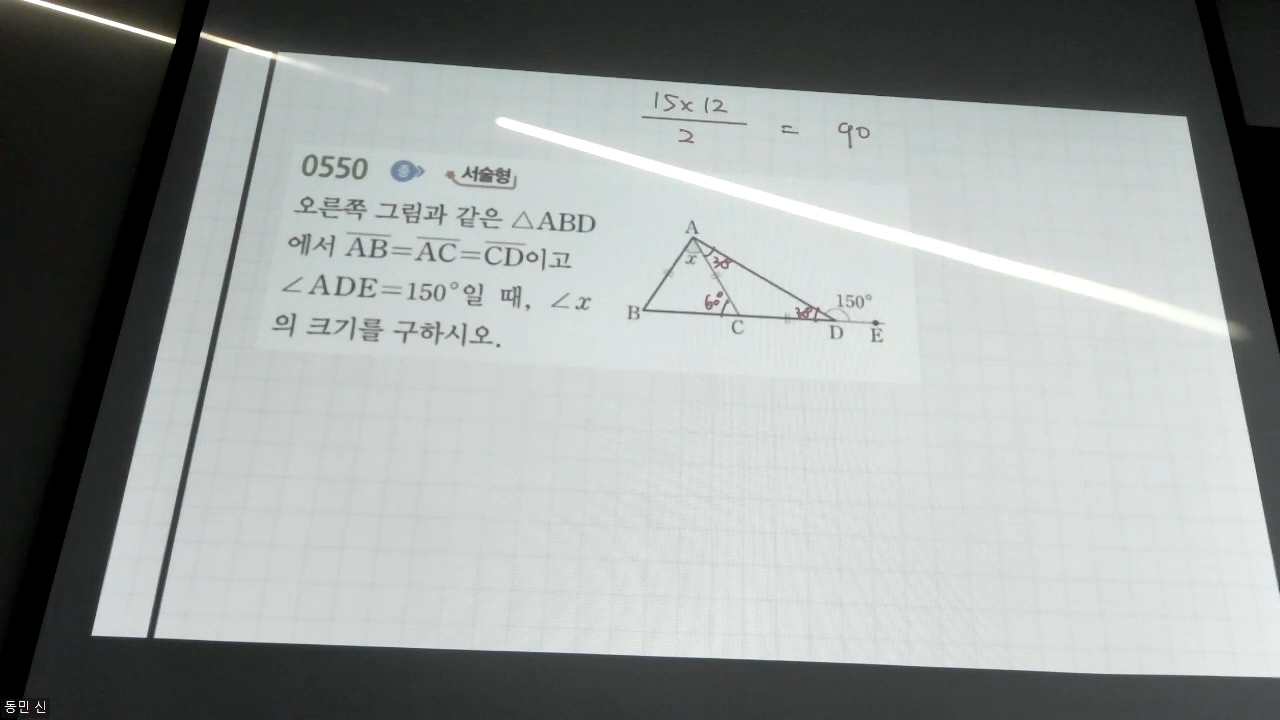 15×12
2
= 90
0550 중 서술형
오른쪽 그림과 같은 △ABD
에서 AB=AC=CD이고
∠ADE=150°일 때, ∠x
의 크기를 구하시오.
A
x 30
B 60° C 30 D 150° E
동민 신